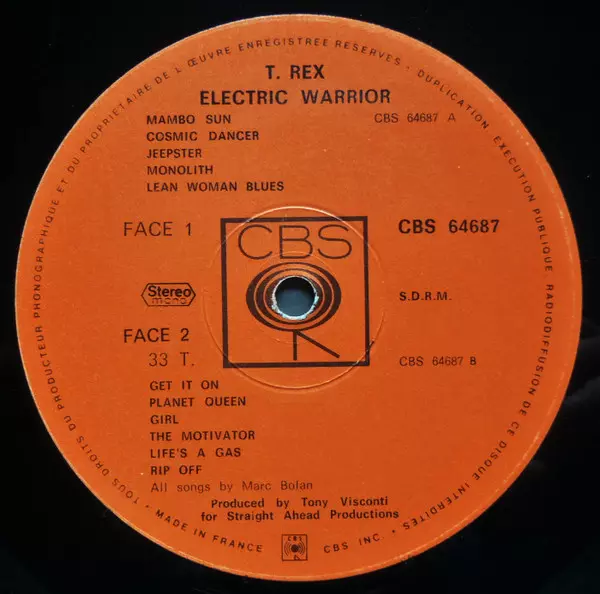 TOUS DROITS DU PRODUCTEUR PHONOGRAPHIQUE ET DU PROPRIETAIRE DE L'ŒUVRE ENREGISTREE RESERVES - DUPLICATION EXECUTION PUBLIQUE RADIODIFFUSION DE CE DISQUE INTERDITES
T. REX
ELECTRIC WARRIOR
MAMBO SUN CBS 64687 A
COSMIC DANCER
JEEPSTER
MONOLITH
LEAN WOMAN BLUES
FACE 1 CBS 64687
CBS
Stereo
mono
S.D.R.M.
FACE 2
33 T. CBS 64687 B
GET IT ON
PLANET QUEEN
GIRL
THE MOTIVATOR
LIFE'S A GAS
RIP OFF
All songs by Marc Bolan
Produced by Tony Visconti
for Straight Ahead Productions
• MADE IN FRANCE CBS CBS INC. •